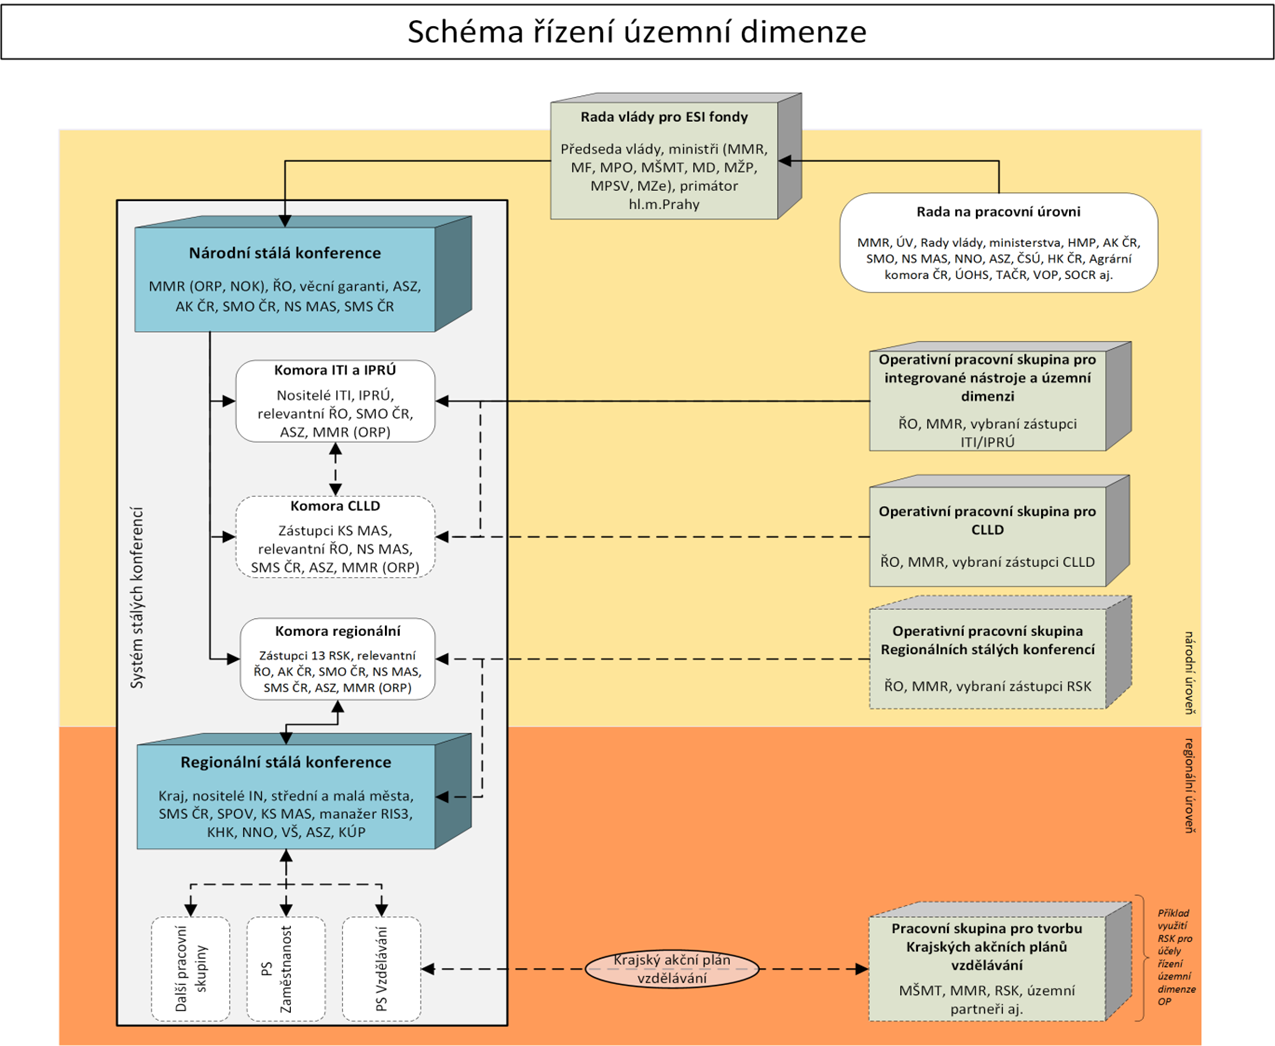 Schéma řízení územní dimenze
Rada vlády pro ESI fondy
Předseda vlády, ministři (MMR,
MF, MPO, MŠMT, MD, MŽP,
MPSV, MZe), primátor
hl.m.Prahy
Rada na pracovní úrovni
MMR, ÚV, Rady vlády, ministerstva, HMP, AK ČR,
SMO, NS MAS, NNO, ASZ, ČSÚ, HK ČR, Agrární
komora ČR, ÚOHS, TAČR, VOP, SOCR aj.
Národní stálá konference
MMR (ORP, NOK), ŘO, věcní garanti, ASZ,
AK ČR, SMO ČR, NS MAS, SMS ČR
Komora ITI a IPRÚ
Nositelé ITI, IPRÚ,
relevantní ŘO, SMO ČR,
ASZ, MMR (ORP)
Operativní pracovní skupina pro
integrované nástroje a územní
dimenzi
ŘO, MMR, vybraní zástupci
ITI/IPRÚ
Komora CLLD
Zástupci KS MAS,
relevantní ŘO, NS MAS,
SMS ČR, ASZ, MMR (ORP)
Operativní pracovní skupina pro
CLLD
ŘO, MMR, vybraní zástupci CLLD
Systém stálých konferencí
Komora regionální
Zástupci 13 RSK, relevantní
ŘO, AK ČR, SMO ČR, NS MAS,
SMS ČR, ASZ, MMR (ORP)
Operativní pracovní skupina
Regionálních stálých konferencí
ŘO, MMR, vybraní zástupci RSK
národní úroveň
regionální úroveň
Regionální stálá konference
Kraj, nositelé IN, střední a malá města,
SMS ČR, SPOV, KS MAS, manažer RIS3,
KHK, NNO, VŠ, ASZ, KÚP
Další pracovní
skupiny
PS
Zaměstnanost
PS Vzdělávání
Krajský akční plán
vzdělávání
Pracovní skupina pro tvorbu
Krajských akčních plánů
vzdělávání
MŠMT, MMR, RSK, územní
partneři aj.
Příklad
využití
RSK pro
účely
řízení
územní
dimenze
OP